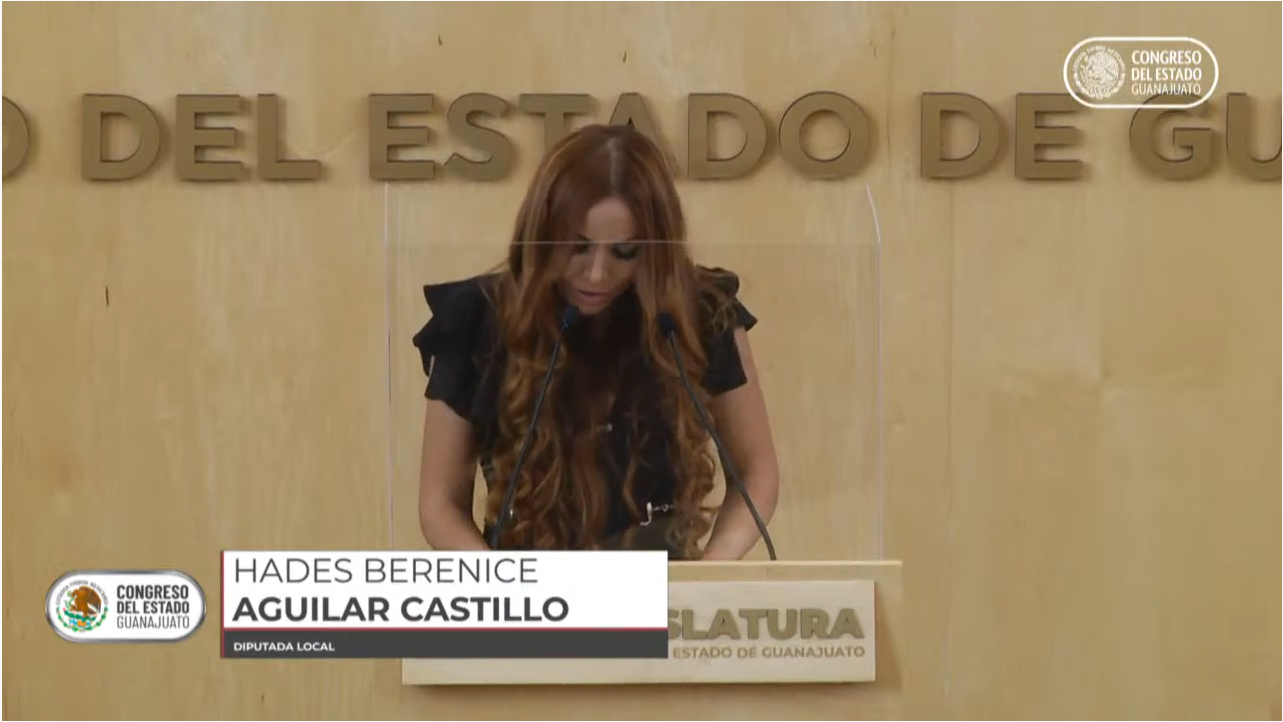 CONGRESO
DEL ESTADO
GUANAJUATO
O DEL ESTADO DE GU
HADES BERENICE
AGUILAR CASTILLO
DIPUTADA LOCAL
CONGRESO
DEL ESTADO
GUANAJUATO
SLATURA
ESTADO DE GUANAJUATO